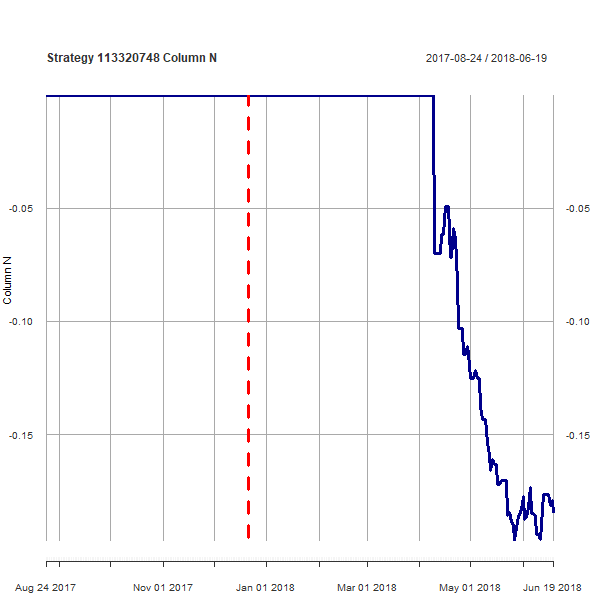 Strategy 113320748 Column N
2017-08-24 / 2018-06-19
Column N
-0.05
-0.05
-0.10
-0.10
-0.15
-0.15
Aug 24 2017
Nov 01 2017
Jan 01 2018
Mar 01 2018
May 01 2018
Jun 19 2018